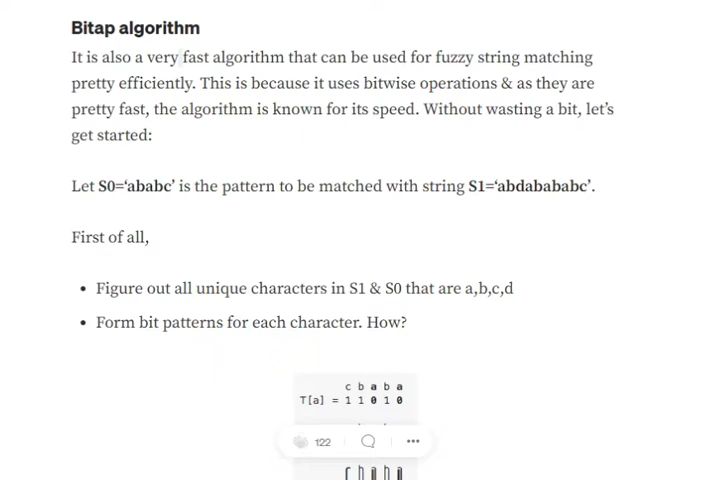 Bitap algorithm
It is also a very fast algorithm that can be used for fuzzy string matching
pretty efficiently. This is because it uses bitwise operations & as they are
pretty fast, the algorithm is known for its speed. Without wasting a bit, let’s
get started:
Let S0=‘ababc’ is the pattern to be matched with string S1=‘abdabababc’.
First of all,
• Figure out all unique characters in S1 & S0 that are a,b,c,d
• Form bit patterns for each character. How?
c b a b a
T[a] = 1 1 0 1 0
122